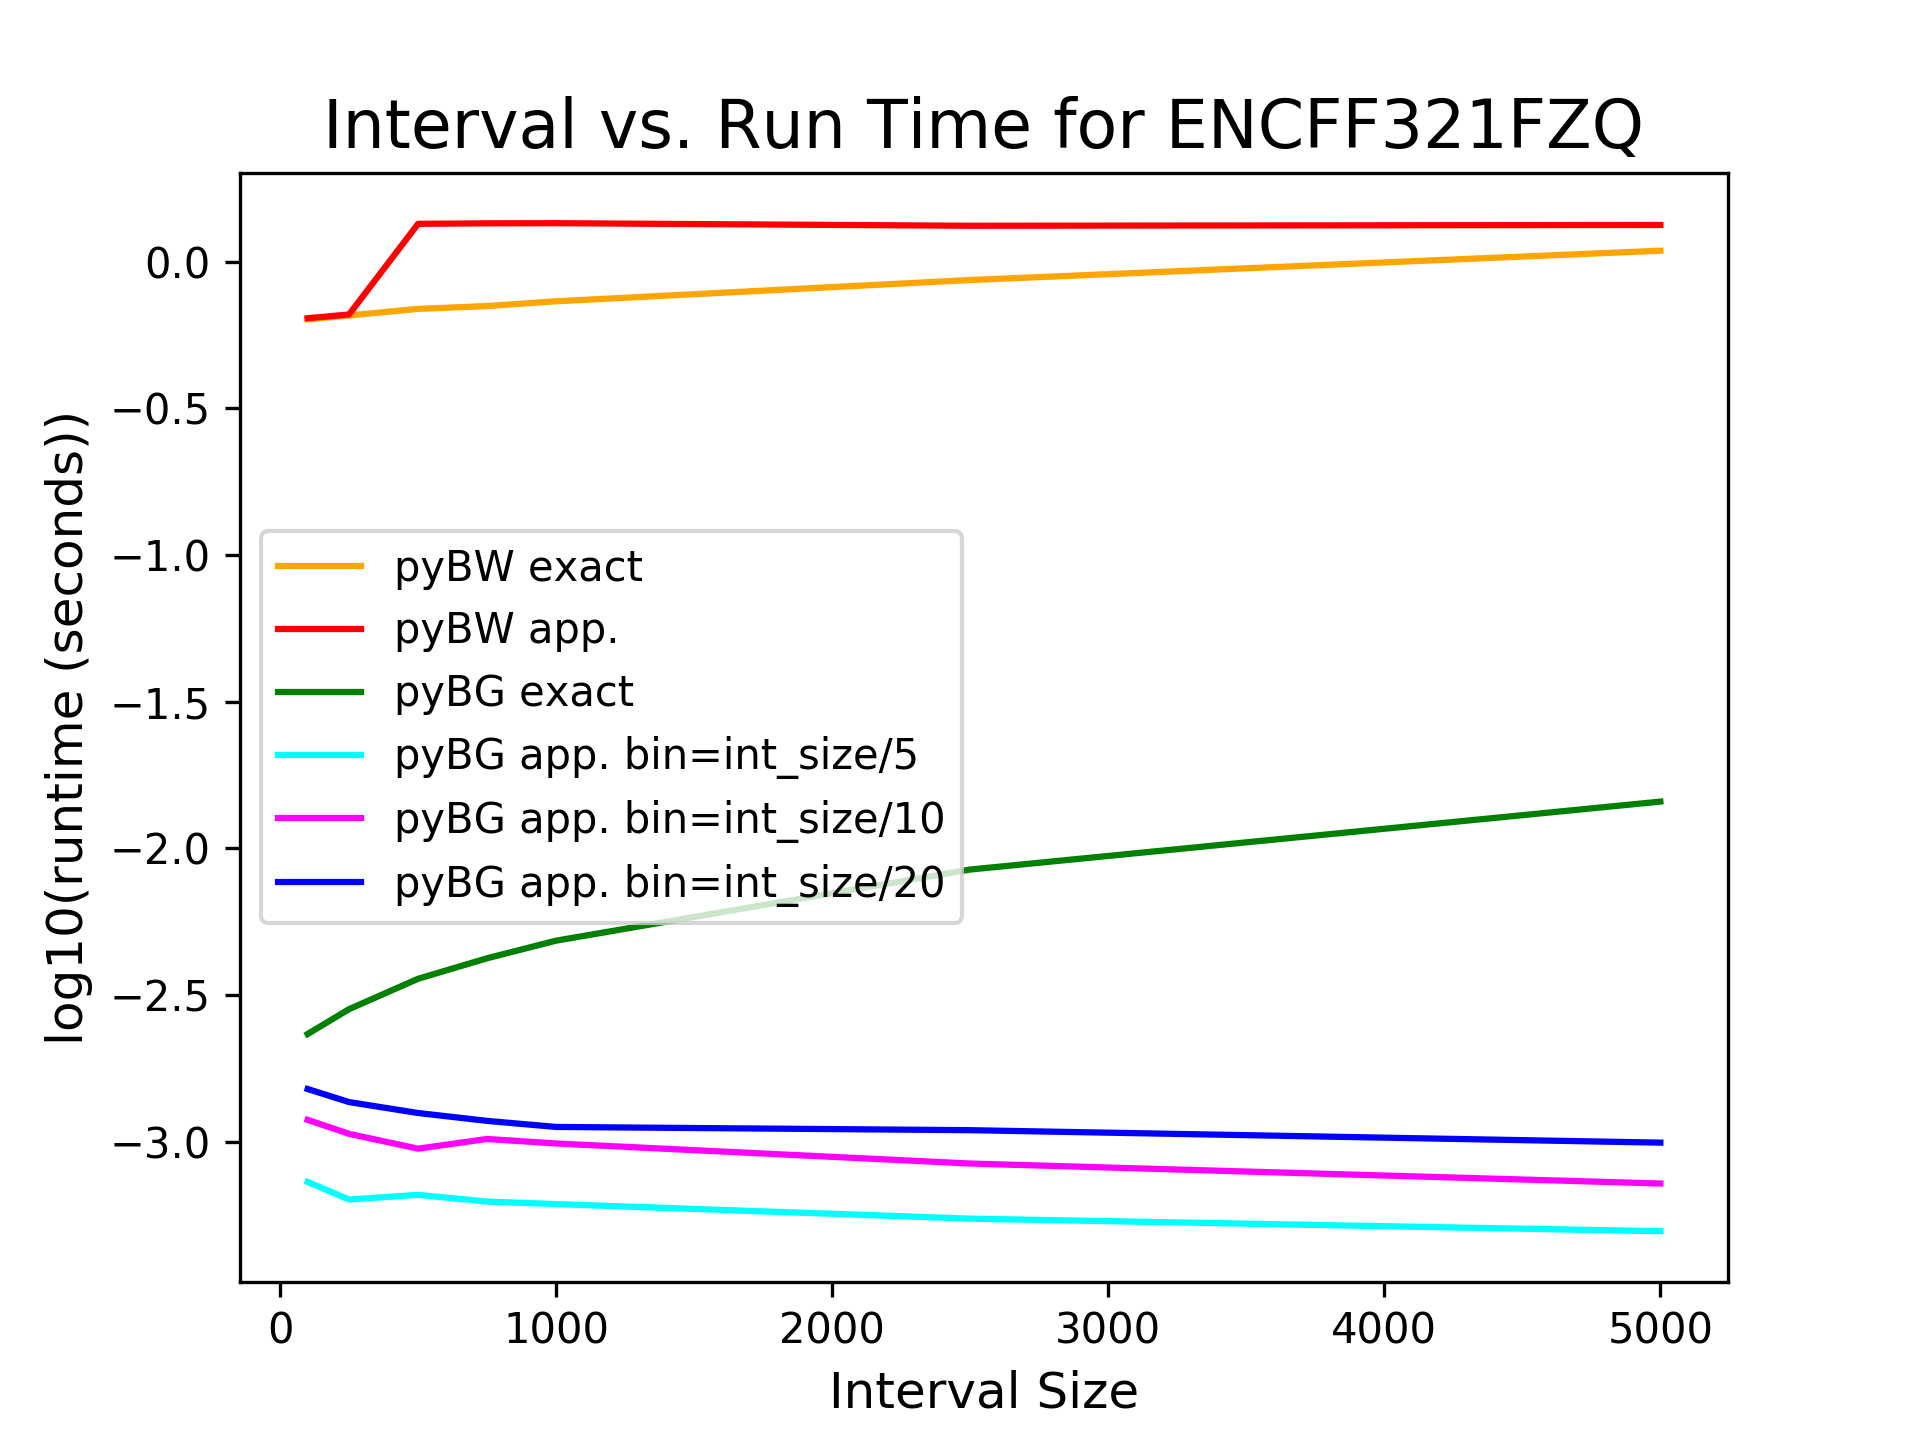 Interval vs. Run Time for ENCFF321FZQ
log10(runtime (seconds))
0.0
−0.5
−1.0
−1.5
−2.0
−2.5
−3.0
pyBW exact
pyBW app.
pyBG exact
pyBG app. bin=int_size/5
pyBG app. bin=int_size/10
pyBG app. bin=int_size/20
0 1000 2000 3000 4000 5000
Interval Size